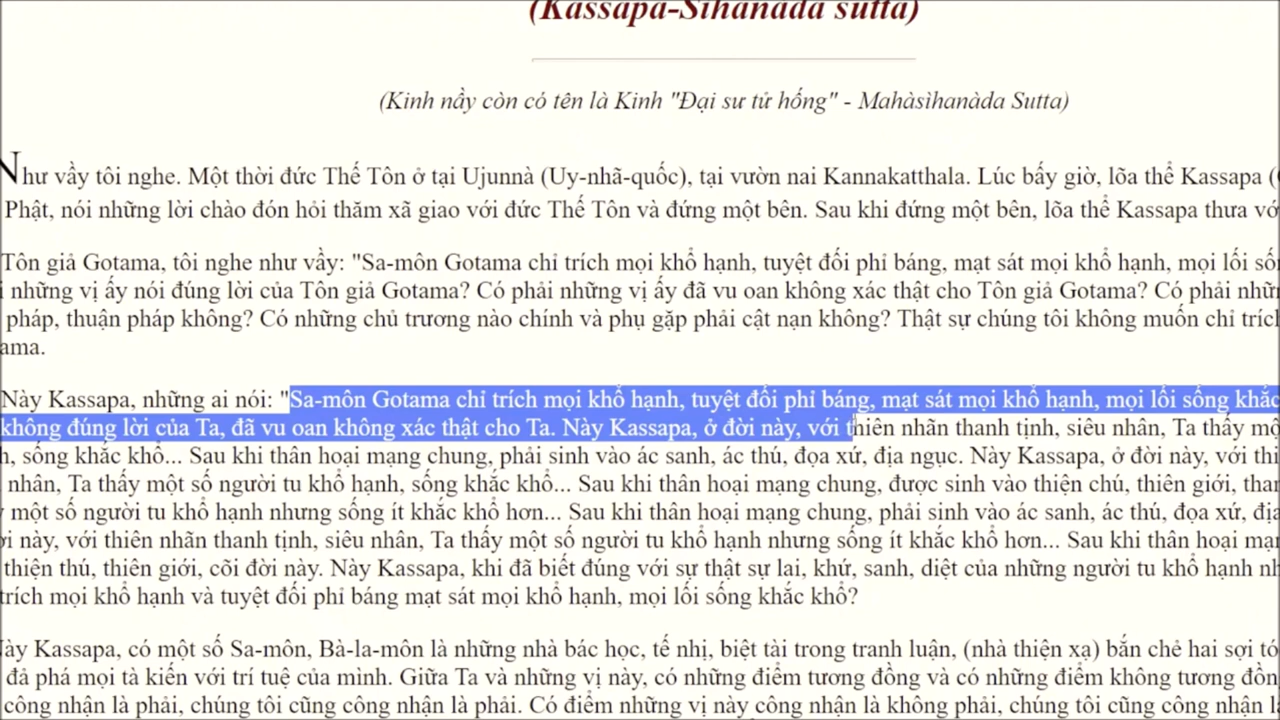 (Kassapa-Sìhanàda sutta)
(Kinh nầy còn có tên là Kinh "Đại sư tử hống" - Mahàsìhanàda Sutta)
Như vầy tôi nghe. Một thời đức Thế Tôn ở tại Ujunnà (Uy-nhã-quốc), tại vườn nai Kannakatthala. Lúc bấy giờ, lõa thể Kassapa (
Phật, nói những lời chào đón hỏi thăm xã giao với đức Thế Tôn và đứng một bên. Sau khi đứng một bên, lõa thể Kassapa thưa vớ
Tôn giả Gotama, tôi nghe như vầy: "Sa-môn Gotama chỉ trích mọi khổ hạnh, tuyệt đối phỉ báng, mạt sát mọi khổ hạnh, mọi lối số
những vị ấy nói đúng lời của Tôn giả Gotama? Có phải những vị ấy đã vu oan không xác thật cho Tôn giả Gotama? Có phải nhữ
pháp, thuận pháp không? Có những chủ trương nào chính và phụ gặp phải cật nạn không? Thật sự chúng tôi không muốn chỉ trích
ama.
Này Kassapa, những ai nói: "Sa-môn Gotama chỉ trích mọi khổ hạnh, tuyệt đối phỉ báng, mạt sát mọi khổ hạnh, mọi lối sống khắc
không đúng lời của Ta, đã vu oan không xác thật cho Ta. Này Kassapa, ở đời này, với thiên nhãn thanh tịnh, siêu nhân, Ta thấy mộ
h, sống khắc khổ... Sau khi thân hoại mạng chung, phải sinh vào ác sanh, ác thú, đọa xứ, địa ngục. Này Kassapa, ở đời này, với thi
nhân, Ta thấy một số người tu khổ hạnh, sống khắc khổ... Sau khi thân hoại mạng chung, được sinh vào thiện chú, thiên giới, than
một số người tu khổ hạnh nhưng sống ít khắc khổ hơn... Sau khi thân hoại mạng chung, phải sinh vào ác sanh, ác thú, đọa xứ, địa
ời này, với thiên nhãn thanh tịnh, siêu nhân, Ta thấy một số người tu khổ hạnh nhưng sống ít khắc khổ hơn... Sau khi thân hoại mạn
thiện thú, thiên giới, cõi đời này. Này Kassapa, khi đã biết đúng với sự thật sự lai, khứ, sanh, diệt của những người tu khổ hạnh nh
trích mọi khổ hạnh và tuyệt đối phỉ báng mạt sát mọi khổ hạnh, mọi lối sống khắc khổ?
Này Kassapa, có một số Sa-môn, Bà-la-môn là những nhà bác học, tế nhị, biệt tài trong tranh luận, (nhà thiện xạ) bắn chẻ hai sợi tó
đả phá mọi tà kiến với trí tuệ của mình. Giữa Ta và những vị này, có những điểm tương đồng và có những điểm không tương đồn
công nhận là phải, chúng tôi cũng công nhận là phải. Có điểm những vị này công nhận là không phải, chúng tôi cũng công nhận l